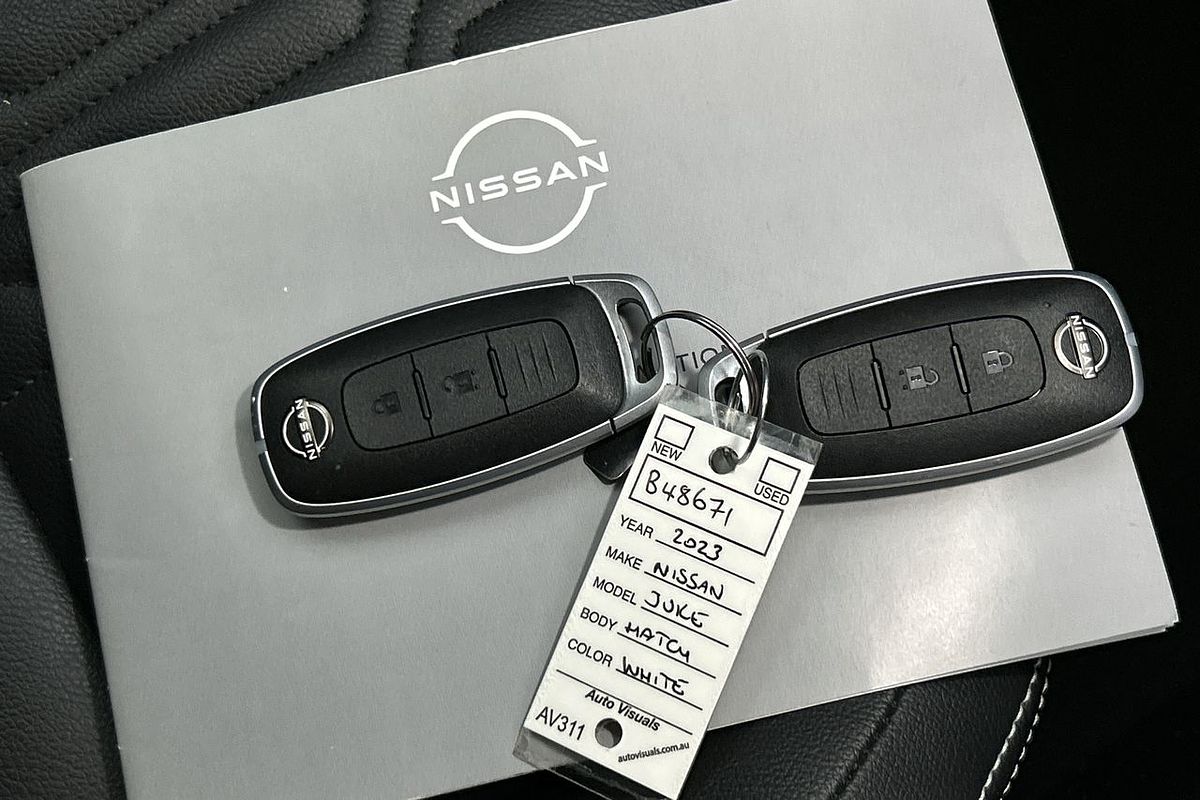 NISSAN
TION
NISSAN
NISSAN
NEW
USED
B48671
YEAR 2023
MAKE NISSAN
MODEL JUKE
BODY HATCH
COLOR WHITE
Auto Visuals
AV311
autovisuals.com.au